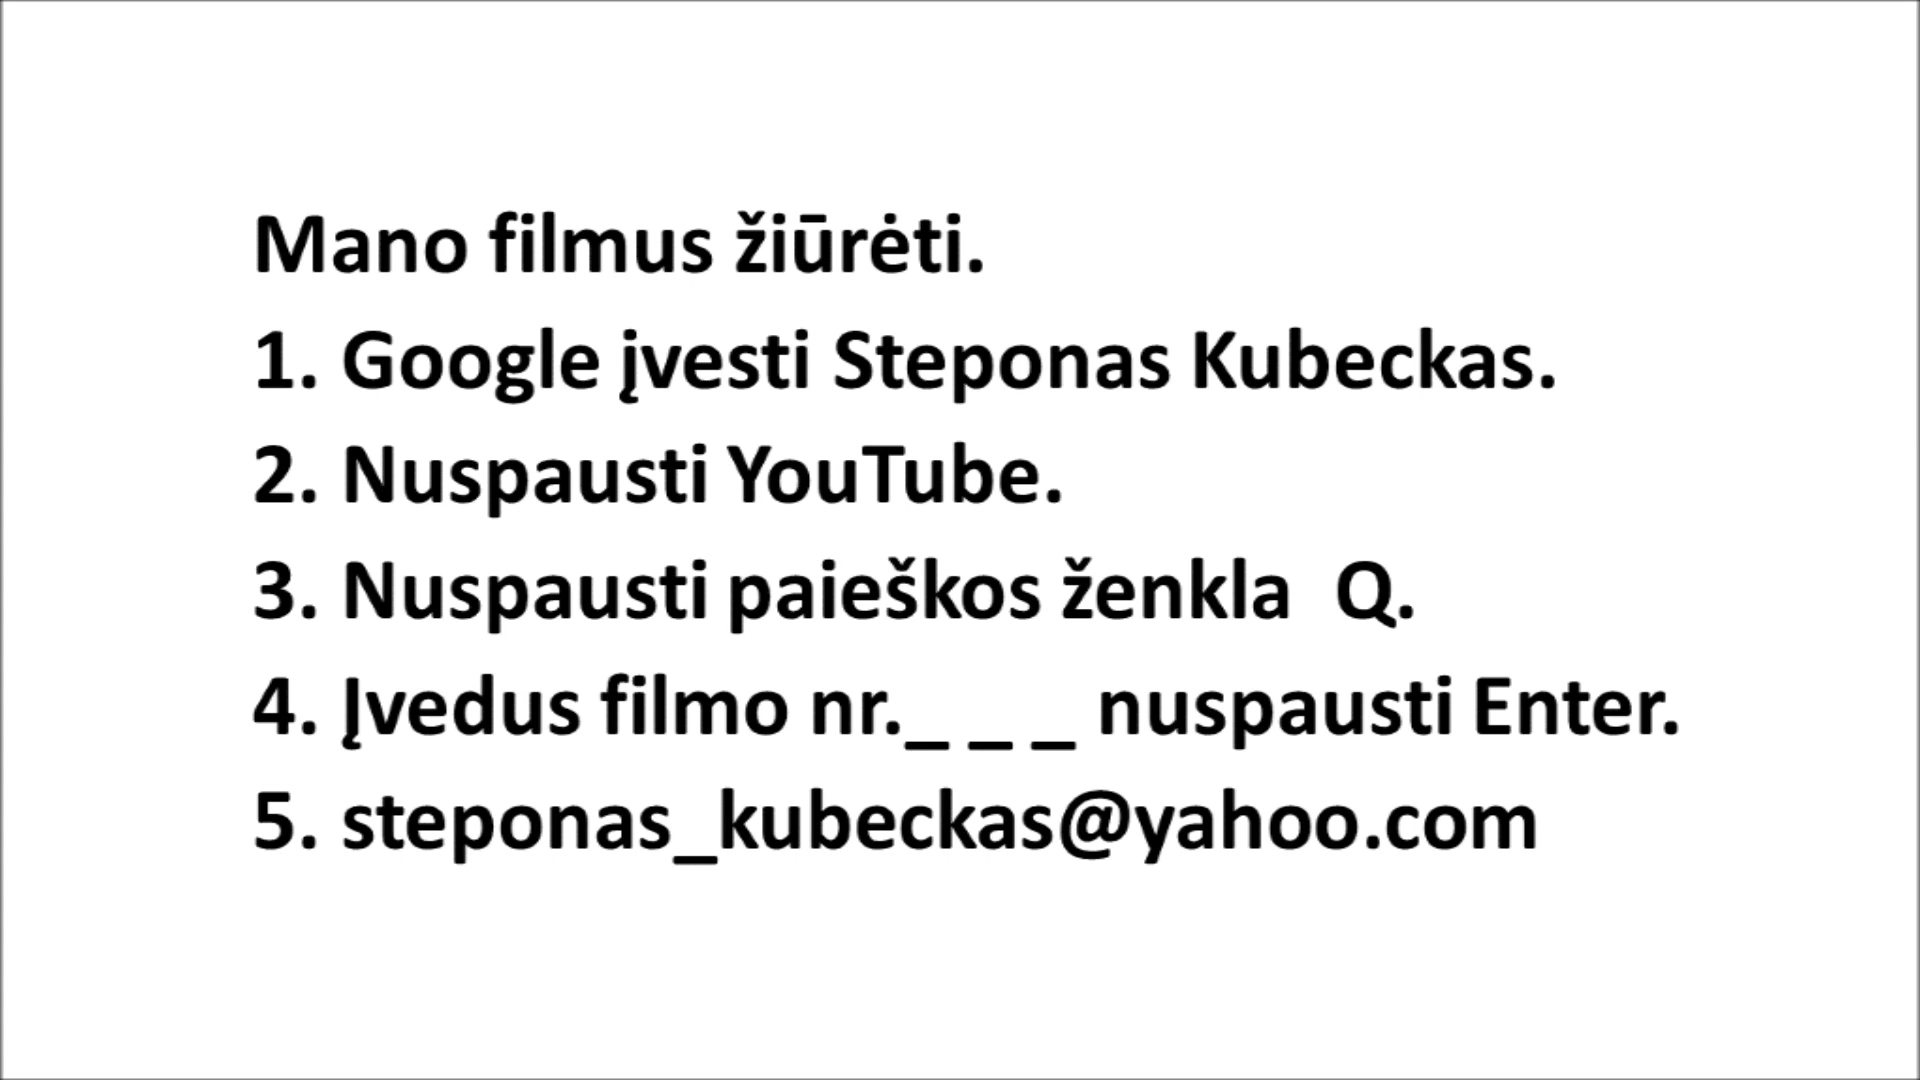 Mano filmus žiūrėti.
1. Google įvesti Steponas Kubeckas.
2. Nuspausti YouTube.
3. Nuspausti paieškos ženkla  Q.
4. Įvedus filmo nr._ _ _ nuspausti Enter.
5. steponas_kubeckas@yahoo.com